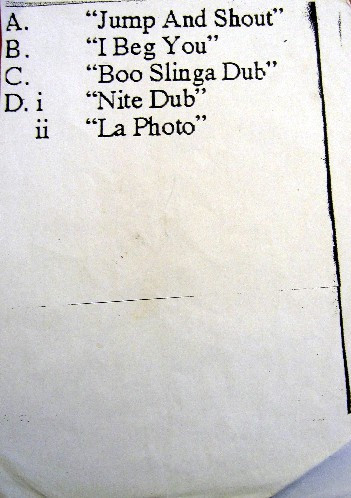 A. “Jump And Shout”
B. “I Beg You”
C. “Boo Slinga Dub”
D. i “Nite Dub”
ii “La Photo”